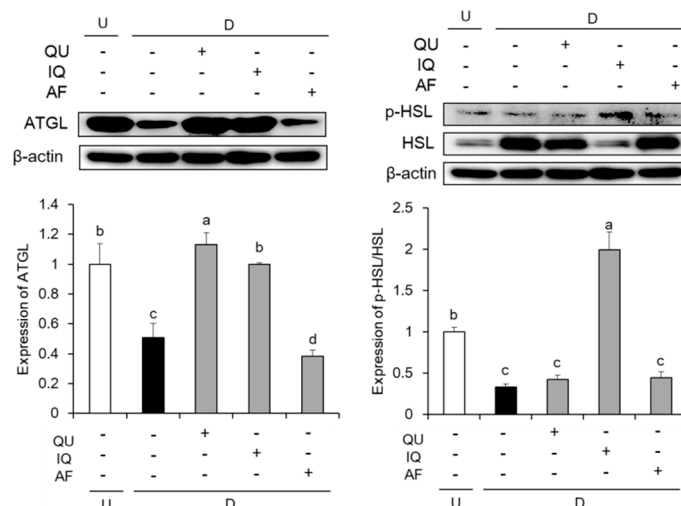 U D
QU - - + - -
IQ - - - + -
AF - - - - +
ATGL
β-actin
Expression of ATGL
1.4
1.2
1
0.8
0.6
0.4
0.2
0
b
c
a
b
d
QU - - + - -
IQ - - - + -
AF - - - - +
U D
U D
QU - - + - -
IQ - - - + -
AF - - - - +
p-HSL
HSL
β-actin
Expression of p-HSL/HSL
2.5
2
1.5
1
0.5
0
b
c
c
a
c
QU - - + - -
IQ - - - + -
AF - - - - +
U D